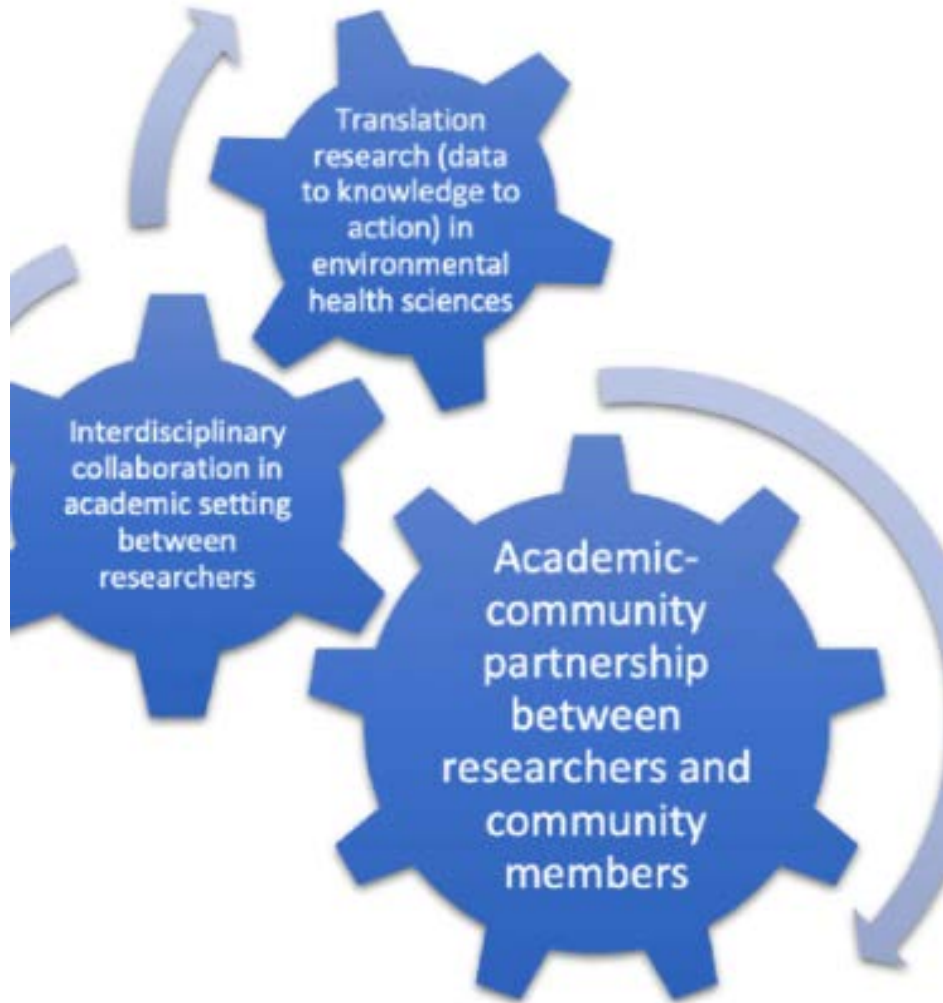 Translation
research (data
to knowledge to
action) in
environmental
health sciences
Interdisciplinary
collaboration in
academic setting
between
researchers
Academic-
community
partnership
between
researchers and
community
members